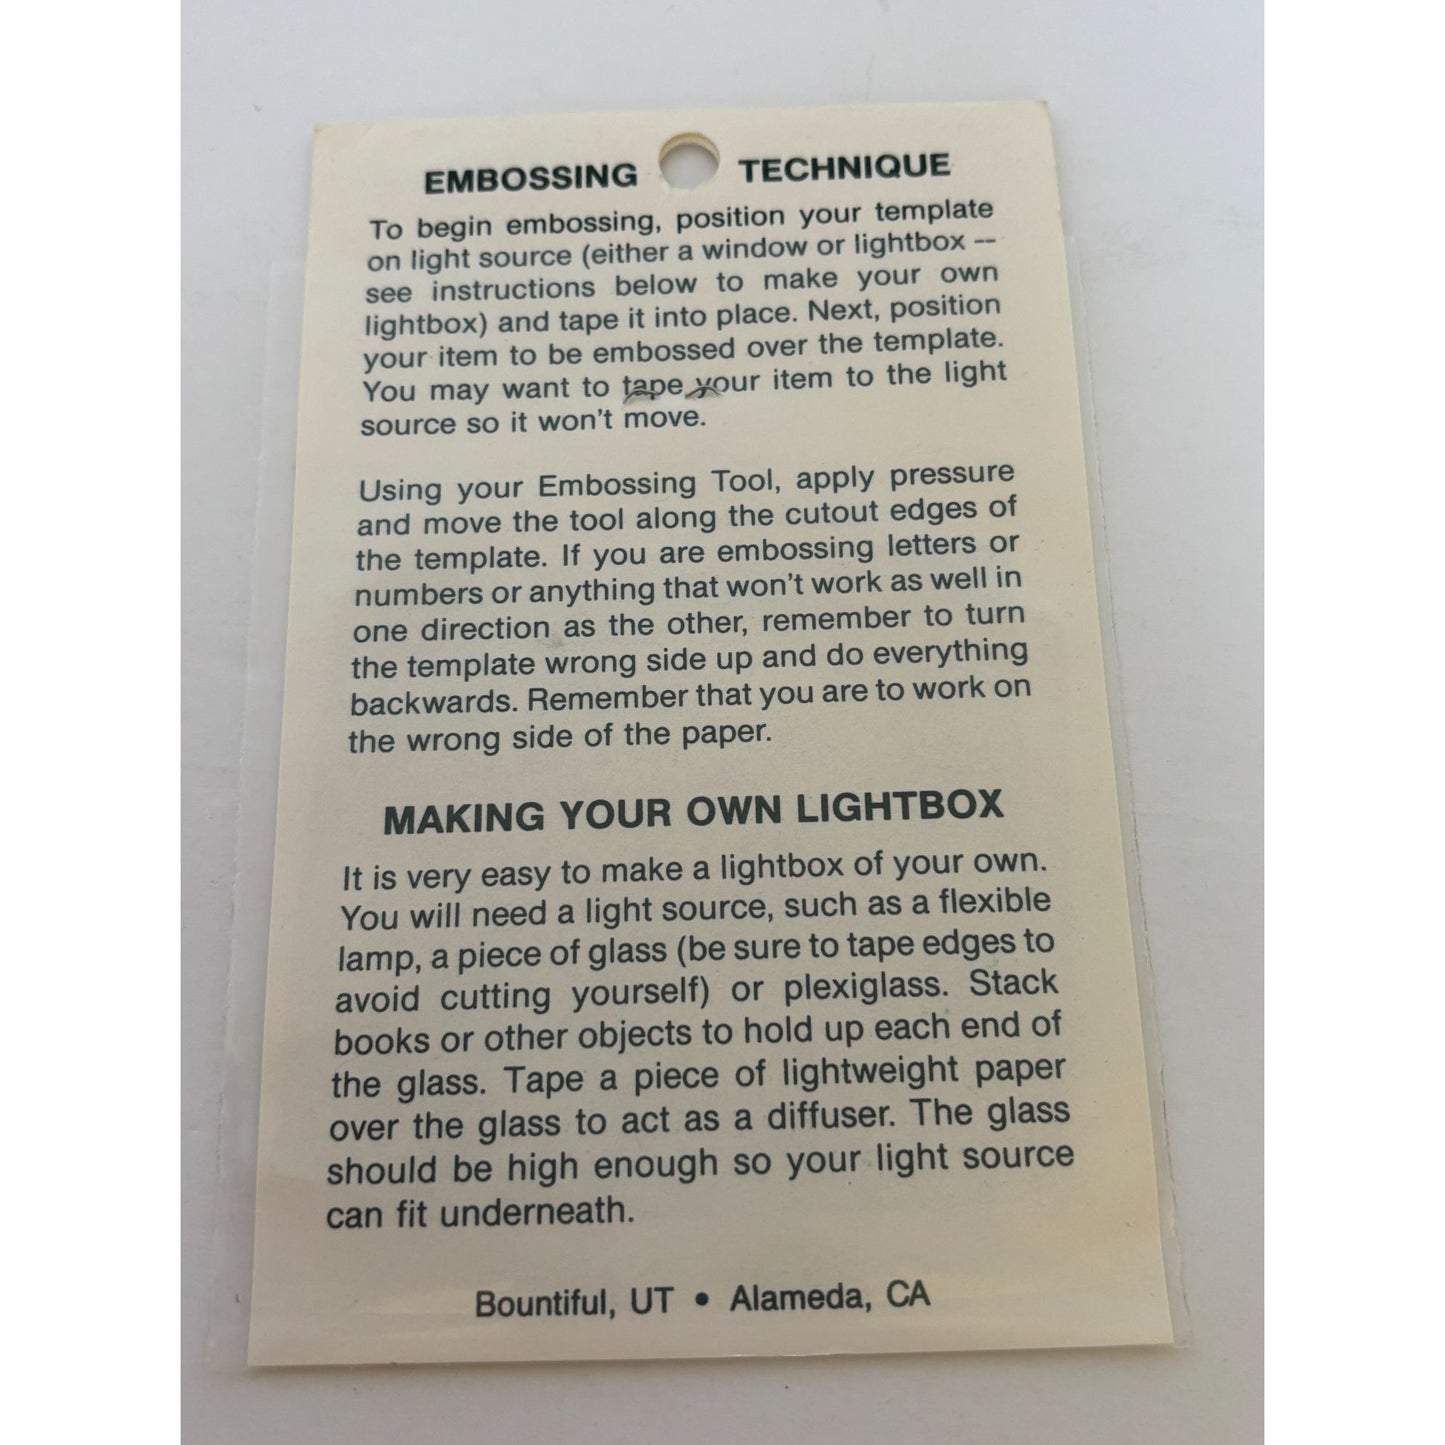 EMBOSSING TECHNIQUE
To begin embossing, position your template
on light source (either a window or lightbox --
see instructions below to make your own
lightbox) and tape it into place. Next, position
your item to be embossed over the template.
You may want to tape your item to the light
source so it won't move.
Using your Embossing Tool, apply pressure
and move the tool along the cutout edges of
the template. If you are embossing letters or
numbers or anything that won't work as well in
one direction as the other, remember to turn
the template wrong side up and do everything
backwards. Remember that you are to work on
the wrong side of the paper.
MAKING YOUR OWN LIGHTBOX
It is very easy to make a lightbox of your own.
You will need a light source, such as a flexible
lamp, a piece of glass (be sure to tape edges to
avoid cutting yourself) or plexiglass. Stack
books or other objects to hold up each end of
the glass. Tape a piece of lightweight paper
over the glass to act as a diffuser. The glass
should be high enough so your light source
can fit underneath.
Bountiful, UT • Alameda, CA